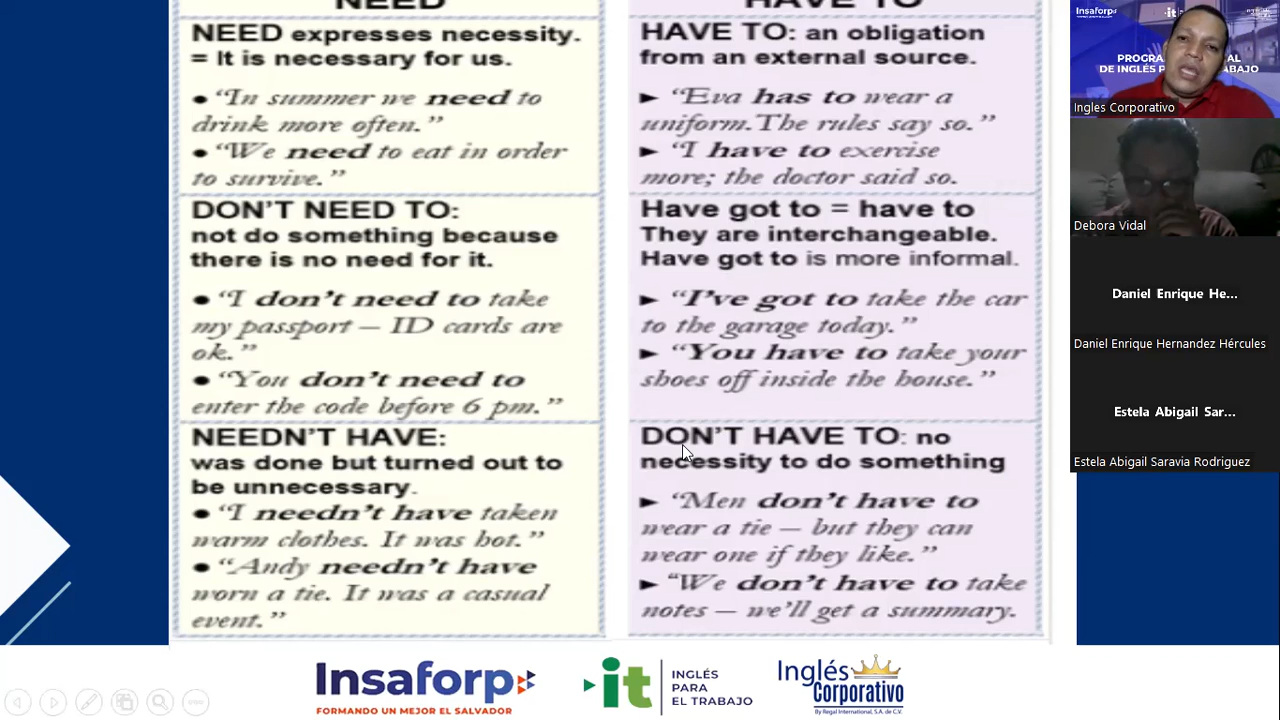 NEED
NEED expresses necessity.
= It is necessary for us.
● “In summer we need to
drink more often.”
● “We need to eat in order
to survive.”
DON’T NEED TO:
not do something because
there is no need for it.
● “I don’t need to take
my passport – ID cards are
ok.”
● “You don’t need to
enter the code before 6 pm.”
NEEDN’T HAVE:
was done but turned out to
be unnecessary.
● “I needn’t have taken
warm clothes. It was hot.”
● “Andy needn’t have
worn a tie. It was a casual
event.”
HAVE TO
HAVE TO: an obligation
from an external source.
► “Eva has to wear a
uniform.The rules say so.”
► “I have to exercise
more; the doctor said so.
Have got to = have to
They are interchangeable.
Have got to is more informal.
► “I’ve got to take the car
to the garage today.”
► “You have to take your
shoes off inside the house.”
DON’T HAVE TO: no
necessity to do something
► “Men don’t have to
wear a tie – but they can
wear one if they like.”
► “We don’t have to take
notes – we’ll get a summary.
Insaforp
FORMANDO UN MEJOR EL SALVADOR
it
INGLÉS
PARA
EL TRABAJO
Inglés
Corporativo
By Regal International, S.A. de C.V.
Insaforp
it
Ingles Corporativo
Debora Vidal
Daniel Enrique He...
Daniel Enrique Hernandez Hércules
Estela Abigail Sar...
Estela Abigail Saravia Rodriguez